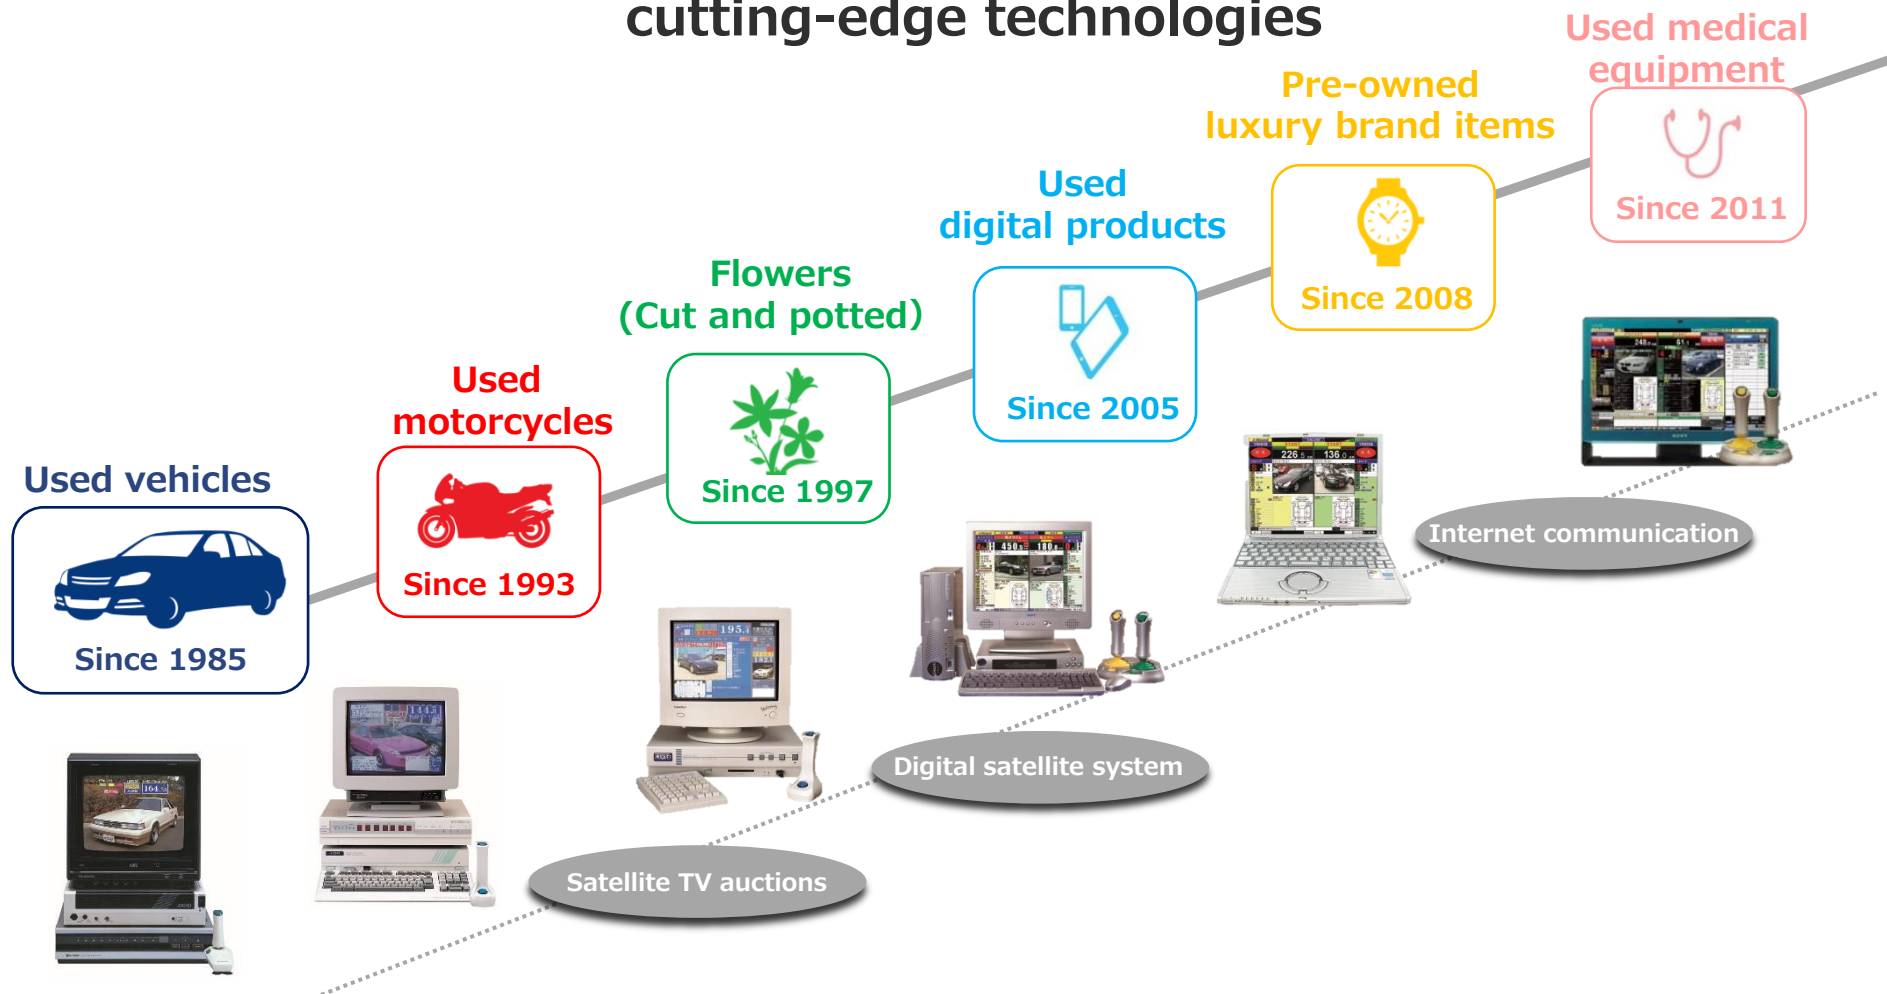 cutting-edge technologies
Used medical
equipment
Since 2011
Pre-owned
luxury brand items
Since 2008
Used
digital products
Since 2005
Flowers
(Cut and potted）
Since 1997
Used
motorcycles
Since 1993
Used vehicles
Since 1985
Internet communication
Digital satellite system
Satellite TV auctions